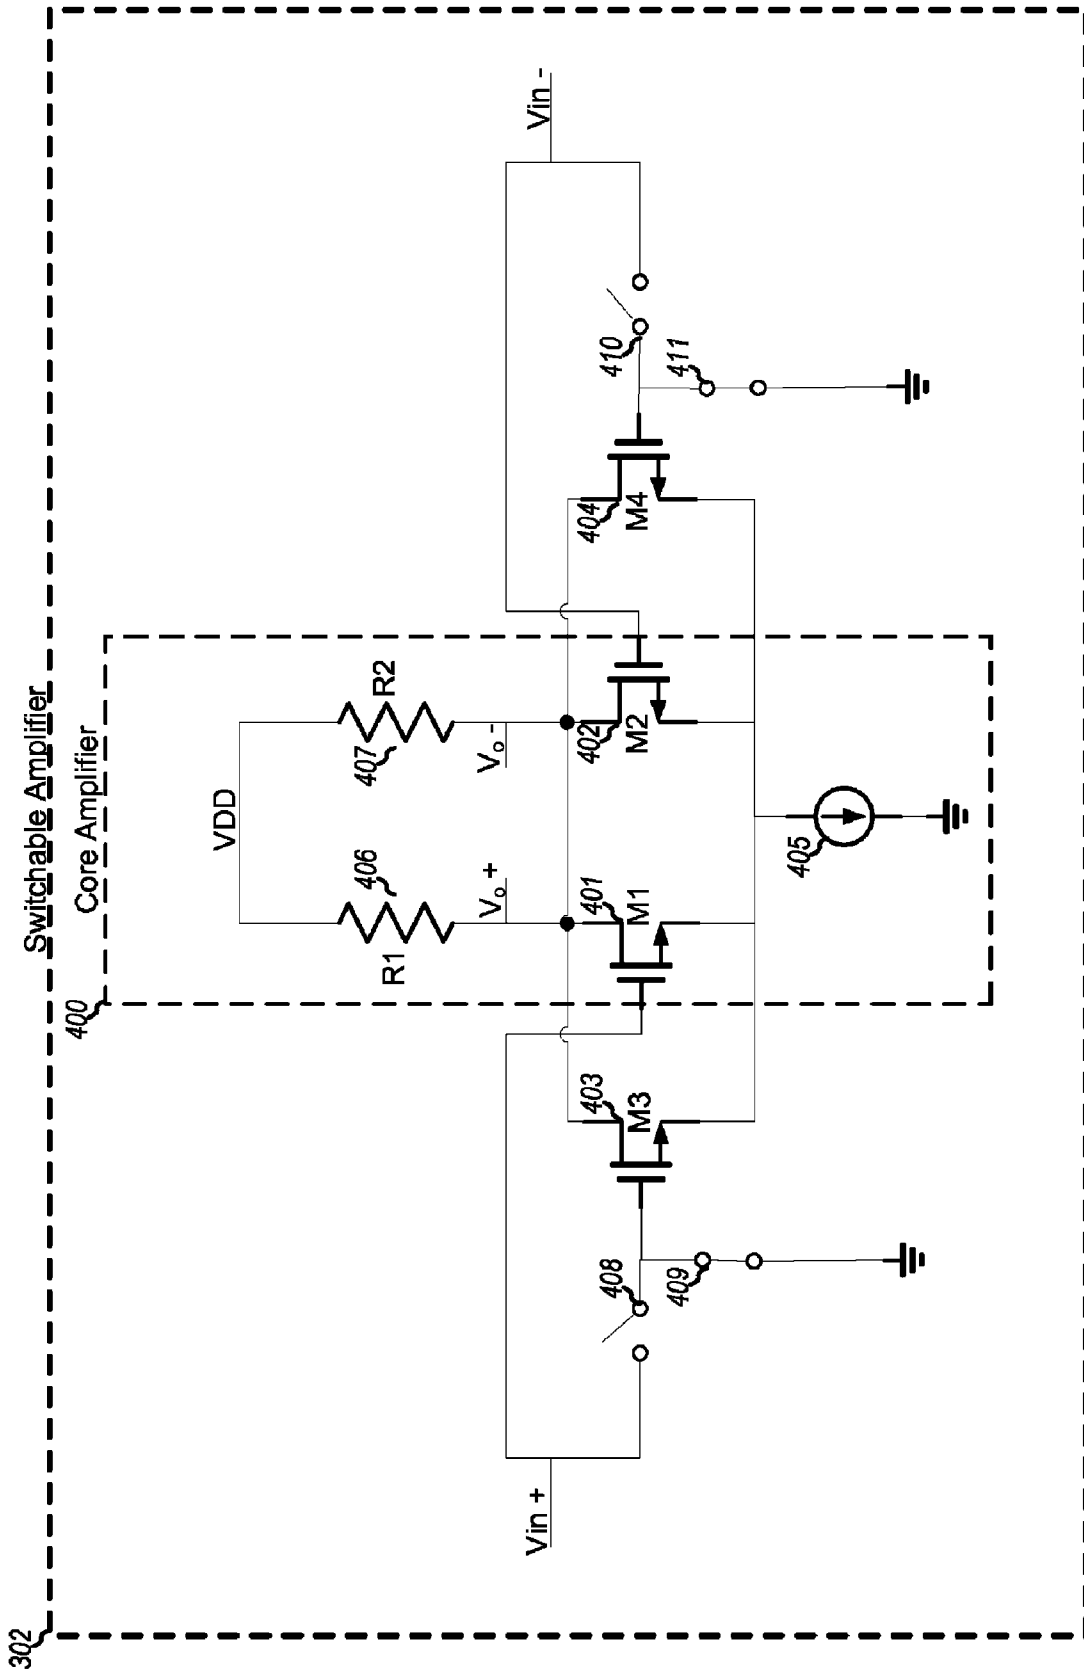 302
Switchable Amplifier
400
Core Amplifier
VDD
R1
406
407
R2
Vin +
Vo +
Vo -
Vin -
408
409
403
M3
401
M1
402
M2
404
M4
410
411
405